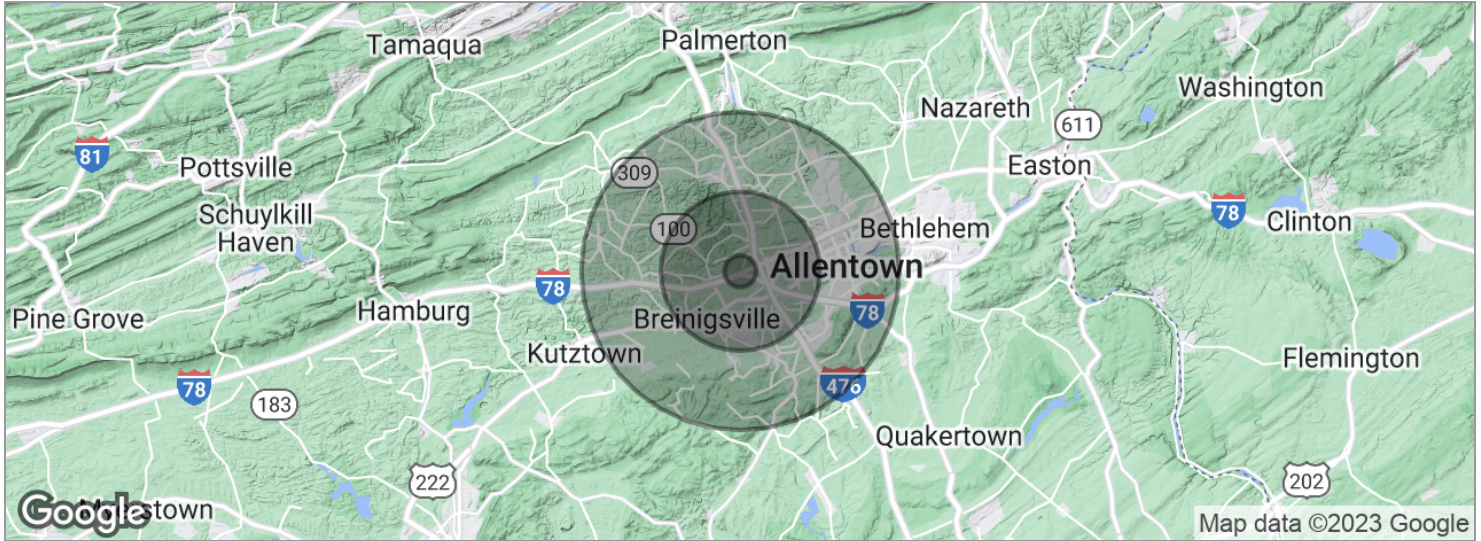 Tamaqua
Palmerton
Washington
Nazareth
611
81
Pottsville
309
Easton
Schuylkill
Haven
100
Bethlehem
78
Clinton
Allentown
78
Hamburg
78
Pine Grove
Breinigsville
Kutztown
Flemington
78
476
183
Quakertown
222
202
Google
Map data ©2023 Google